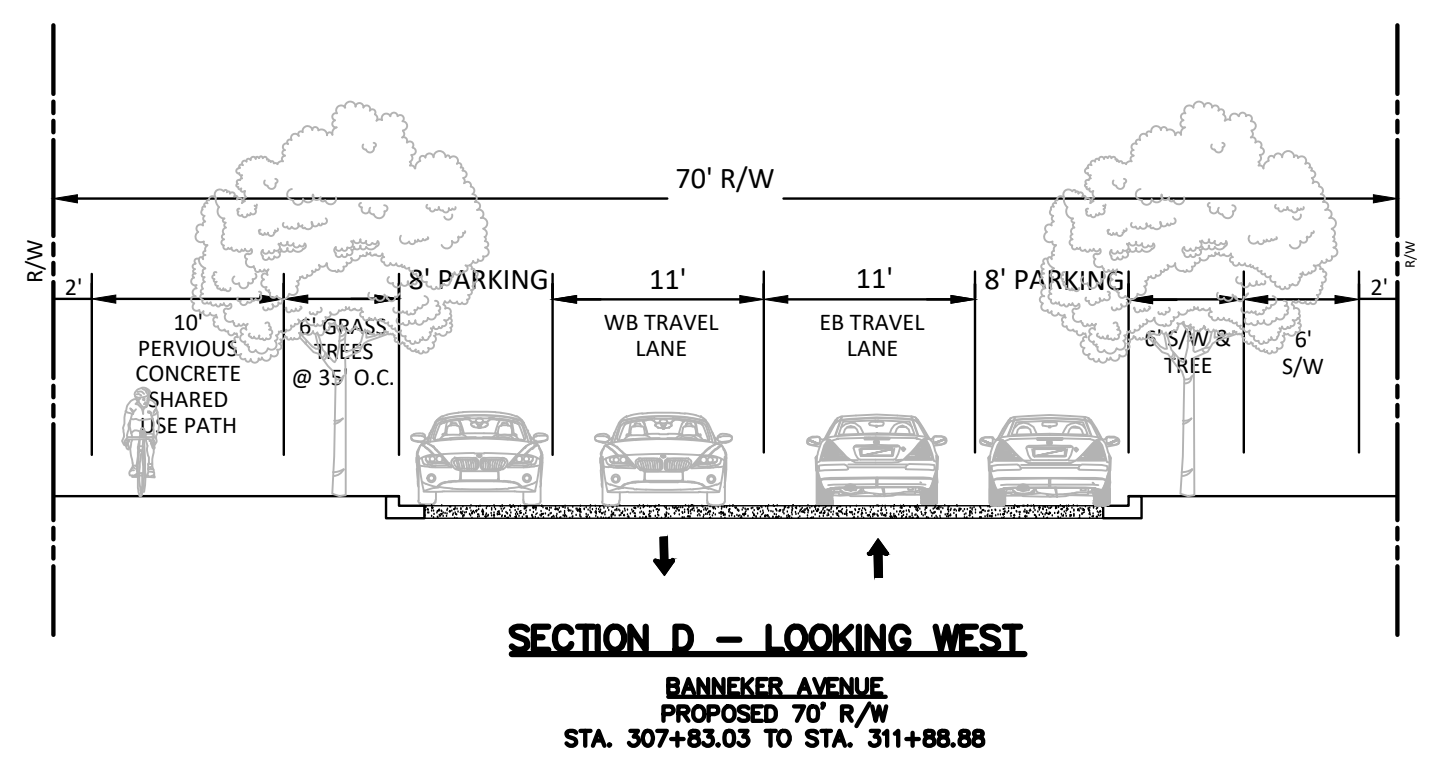 70' R/W
R/W
R/W
2'
8' PARKING
11'
11'
8' PARKING
2'
10'
PERVIOUS
CONCRETE
SHARED
USE PATH
6' GRASS
TREES
@ 35' O.C.
WB TRAVEL
LANE
EB TRAVEL
LANE
6' S/W &
TREE
6'
S/W
SECTION D – LOOKING WEST
BANNEKER AVENUE
PROPOSED 70' R/W
STA. 307+83.03 TO STA. 311+88.88